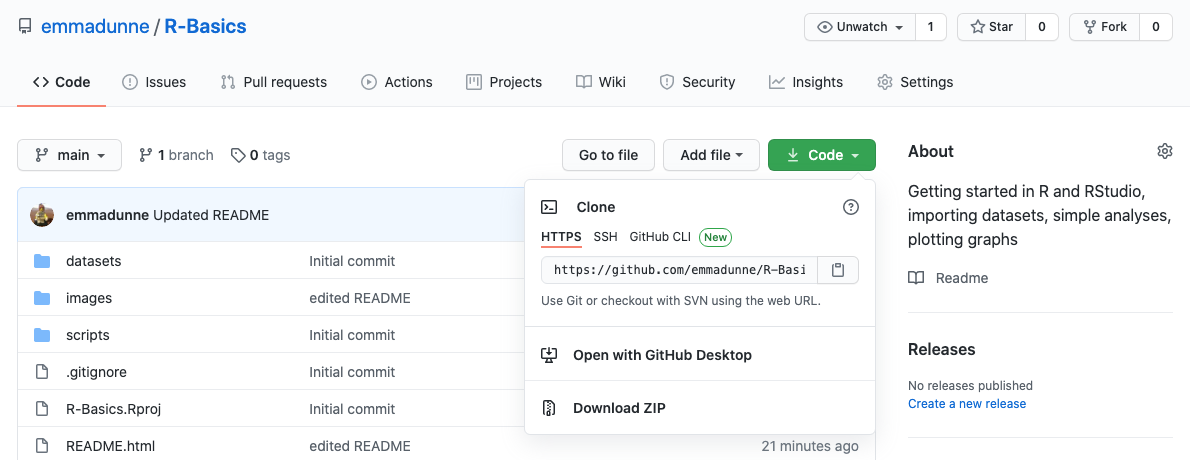 emmadunne / R-Basics
Unwatch 1 Star 0 Fork 0
Code Issues Pull requests Actions Projects Wiki Security Insights Settings
main 1 branch 0 tags Go to file Add file Code
emmadunne Updated README
datasets Initial commit
images edited README
scripts Initial commit
.gitignore Initial commit
R-Basics.Rproj Initial commit
README.html edited README 21 minutes ago
Clone
HTTPS SSH GitHub CLI New
https://github.com/emmadunne/R-Basi
Use Git or checkout with SVN using the web URL.
Open with GitHub Desktop
Download ZIP
About
Getting started in R and RStudio,
importing datasets, simple analyses,
plotting graphs
Readme
Releases
No releases published
Create a new release